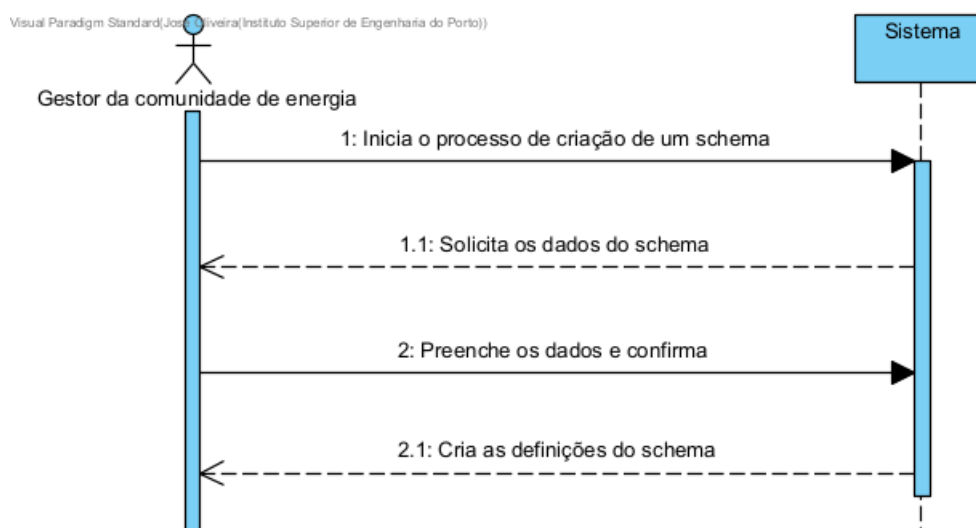 Visual Paradigm Standard(José Oliveira(Instituto Superior de Engenharia do Porto))
Sistema
Gestor da comunidade de energia
1: Inicia o processo de criação de um schema
1.1: Solicita os dados do schema
2: Preenche os dados e confirma
2.1: Cria as definições do schema